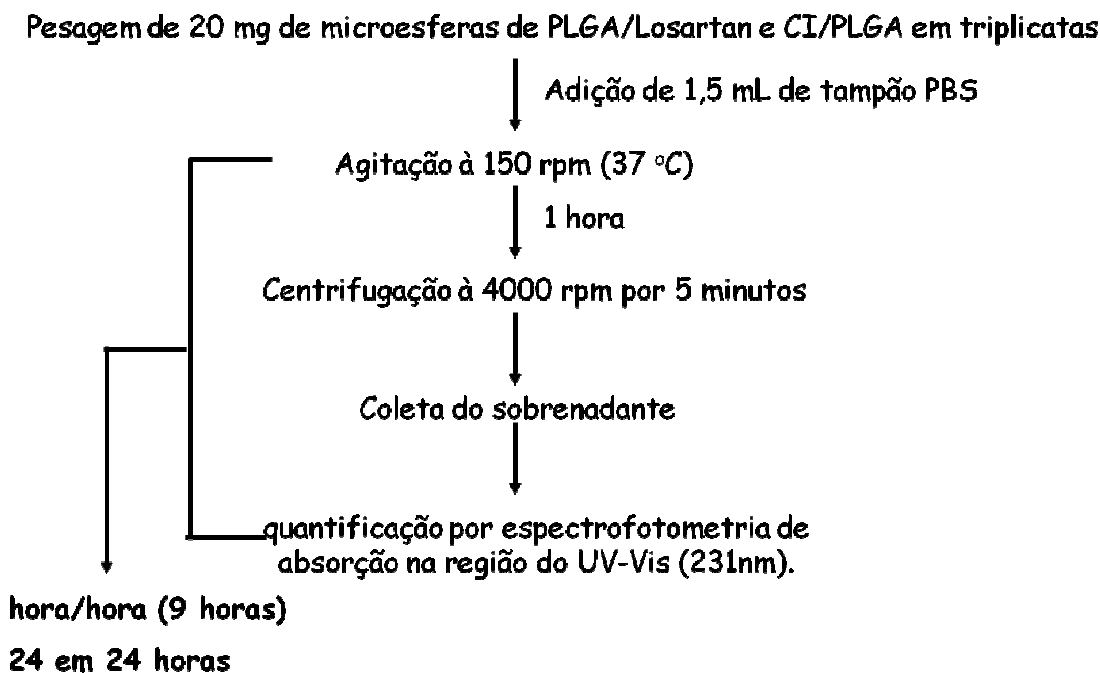 Pesagem de 20 mg de microesferas de PLGA/Losartan e CI/PLGA em triplicatas
Adição de 1,5 mL de tampão PBS
Agitação à 150 rpm (37 ºC)
1 hora
Centrifugação à 4000 rpm por 5 minutos
Coleta do sobrenadante
quantificação por espectrofotometria de
absorção na região do UV-Vis (231nm).
hora/hora (9 horas)
24 em 24 horas